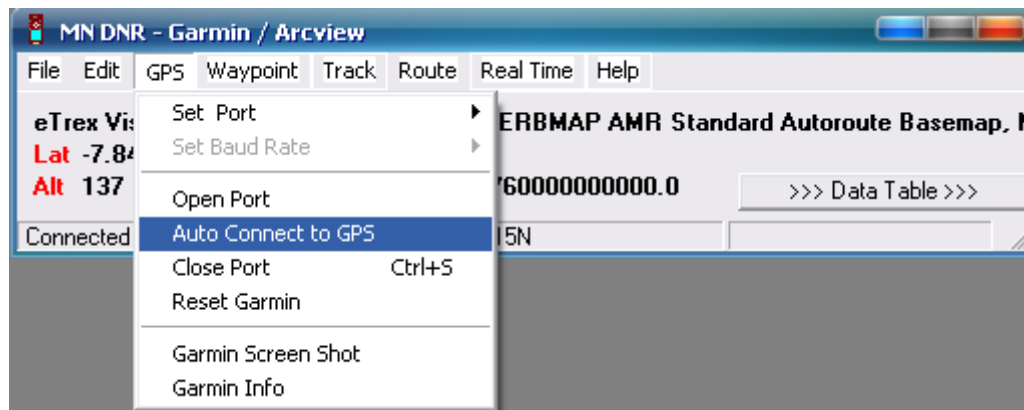 MN DNR - Garmin / Arcview
File Edit GPS Waypoint Track Route Real Time Help
eTrex ERBMAP AMR Standard Autoroute Basemap,
Lat -7.84
Alt 137 760000000000.0 >>> Data Table >>>
Connected 15N
Set Port
Set Baud Rate
Open Port
Auto Connect to GPS
Close Port Ctrl+S
Reset Garmin
Garmin Screen Shot
Garmin Info